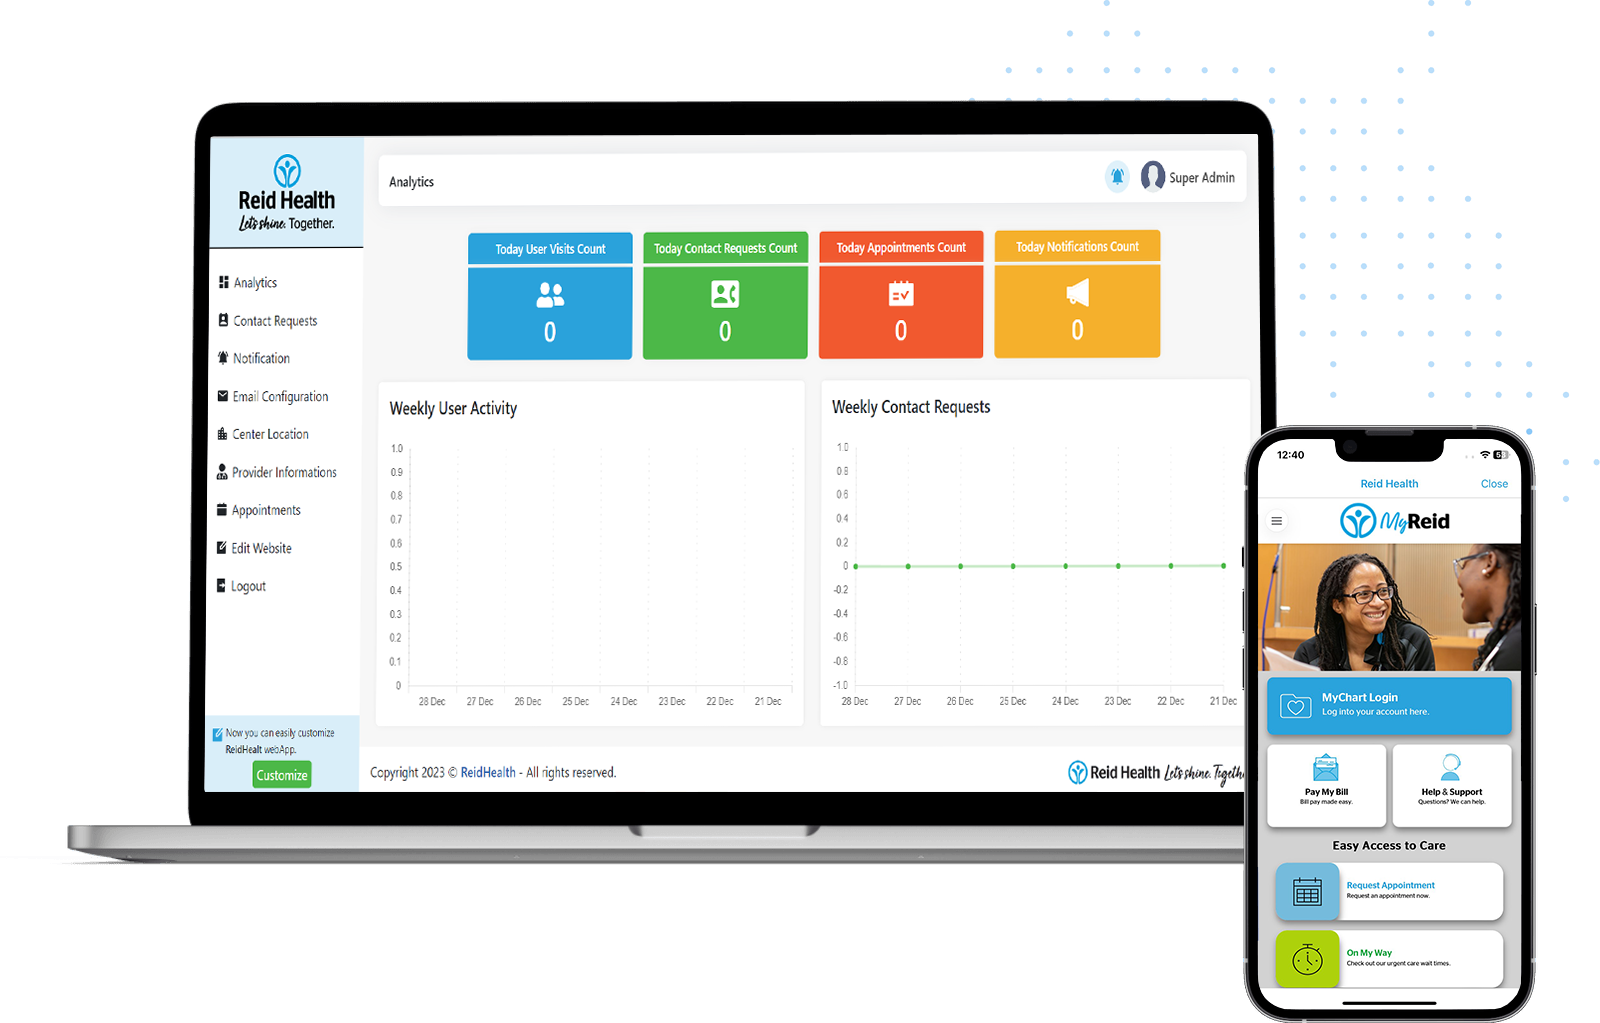 Reid Health
Let's shine. Together.
Analytics
Contact Requests
Notification
Email Configuration
Center Location
Provider Informations
Appointments
Edit Website
Logout
Now you can easily customize
ReidHealt webApp.
Customize
Analytics
Super Admin
Today User Visits Count
0
Today Contact Requests Count
0
Today Appointments Count
0
Today Notifications Count
0
Weekly User Activity
1.0
0.9
0.8
0.7
0.6
0.5
0.4
0.3
0.2
0.1
0
28 Dec 27 Dec 26 Dec 25 Dec 24 Dec 23 Dec 22 Dec 21 Dec
Weekly Contact Requests
1.0
0.8
0.6
0.4
0.2
0
-0.2
-0.4
-0.6
-0.8
-1.0
28 Dec 27 Dec 26 Dec 25 Dec 24 Dec 23 Dec 22 Dec 21 Dec
Copyright 2023 © ReidHealth - All rights reserved.
Reid Health Let's shine. Togeth
12:40
Reid Health Close
MyReid
MyChart Login
Log into your account here.
Pay My Bill
Bill pay made easy.
Help & Support
Questions? We can help.
Easy Access to Care
Request Appointment
Request an appointment now.
On My Way
Check out our urgent care wait times.